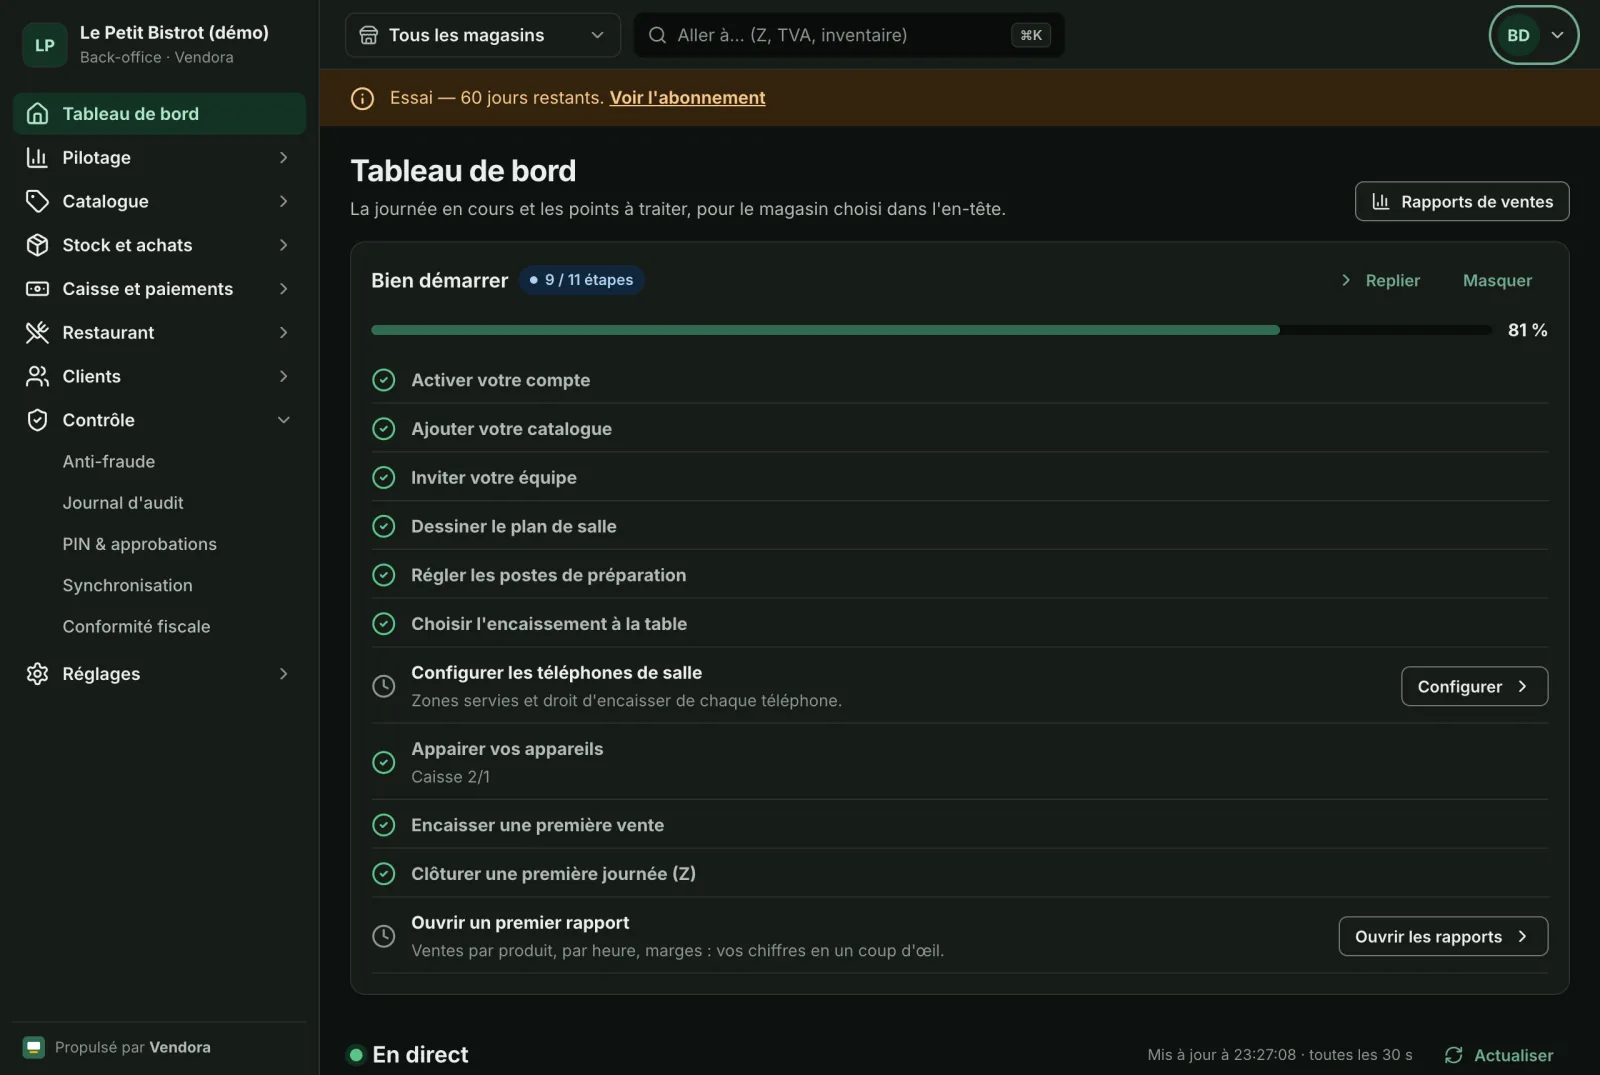 LP
Le Petit Bistrot (démo)
Back-office · Vendora
Tableau de bord
Pilotage
Catalogue
Stock et achats
Caisse et paiements
Restaurant
Clients
Contrôle
Anti-fraude
Journal d'audit
PIN & approbations
Synchronisation
Conformité fiscale
Réglages
Propulsé par Vendora
Tous les magasins
Aller à... (Z, TVA, inventaire)
⌘K
BD
Essai — 60 jours restants. Voir l'abonnement
Tableau de bord
La journée en cours et les points à traiter, pour le magasin choisi dans l'en-tête.
Rapports de ventes
Bien démarrer
9 / 11 étapes
Replier
Masquer
81 %
Activer votre compte
Ajouter votre catalogue
Inviter votre équipe
Dessiner le plan de salle
Régler les postes de préparation
Choisir l'encaissement à la table
Configurer les téléphones de salle
Zones servies et droit d'encaisser de chaque téléphone.
Configurer
Appairer vos appareils
Caisse 2/1
Encaisser une première vente
Clôturer une première journée (Z)
Ouvrir un premier rapport
Ventes par produit, par heure, marges : vos chiffres en un coup d'œil.
Ouvrir les rapports
En direct
Mis à jour à 23:27:08 · toutes les 30 s
Actualiser